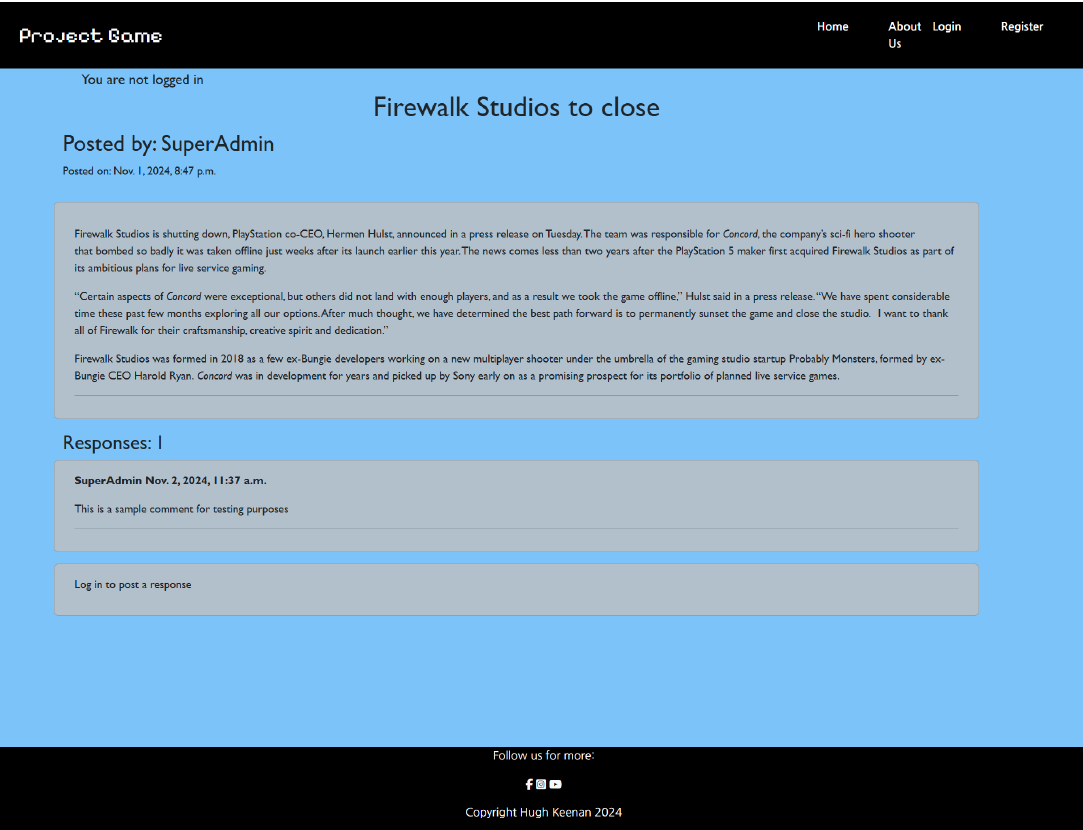 Project Game
Home
About
Us
Login
Register
You are not logged in
Firewalk Studios to close
Posted by: SuperAdmin
Posted on: Nov. 1, 2024, 8:47 p.m.
Firewalk Studios is shutting down, PlayStation co-CEO, Hermen Hulst, announced in a press release on Tuesday. The team was responsible for Concord, the company’s sci-fi hero shooter
that bombed so badly it was taken offline just weeks after its launch earlier this year. The news comes less than two years after the PlayStation 5 maker first acquired Firewalk Studios as part of
its ambitious plans for live service gaming.
“Certain aspects of Concord were exceptional, but others did not land with enough players, and as a result we took the game offline,” Hulst said in a press release. “We have spent considerable
time these past few months exploring all our options. After much thought, we have determined the best path forward is to permanently sunset the game and close the studio. I want to thank
all of Firewalk for their craftsmanship, creative spirit and dedication.”
Firewalk Studios was formed in 2018 as a few ex-Bungie developers working on a new multiplayer shooter under the umbrella of the gaming studio startup Probably Monsters, formed by ex-
Bungie CEO Harold Ryan. Concord was in development for years and picked up by Sony early on as a promising prospect for its portfolio of planned live service games.
Responses: 1
SuperAdmin Nov. 2, 2024, 11:37 a.m.
This is a sample comment for testing purposes
Log in to post a response
Follow us for more:
Copyright Hugh Keenan 2024